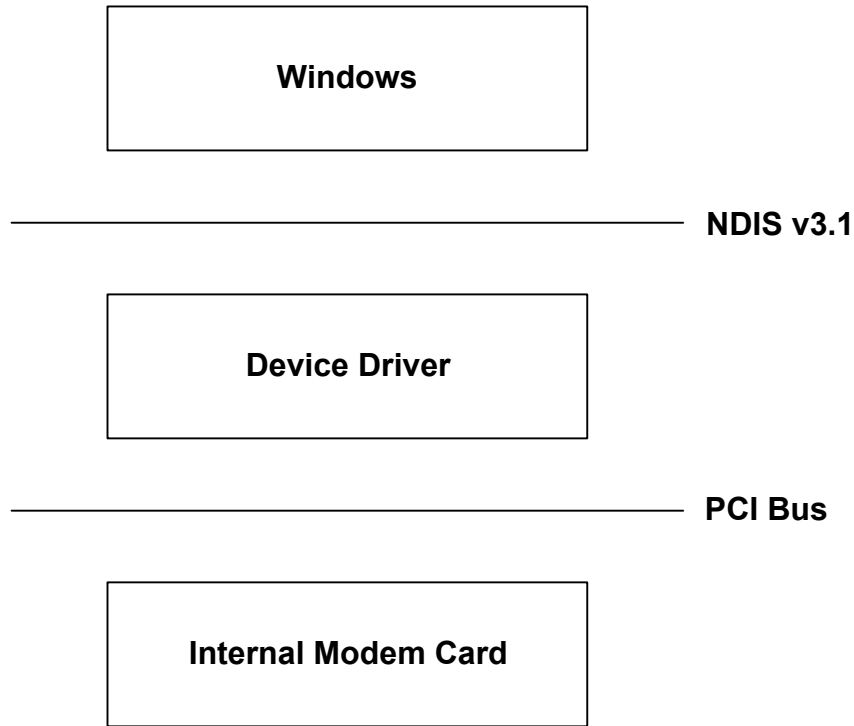 Windows
NDIS v3.1
Device Driver
PCI Bus
Internal Modem Card